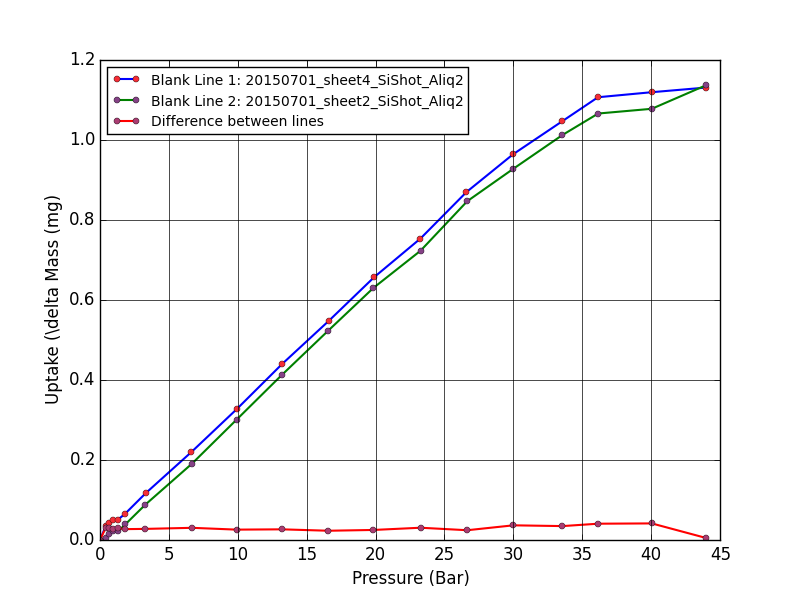 Blank Line 1: 20150701_sheet4_SiShot_Aliq2
Blank Line 2: 20150701_sheet2_SiShot_Aliq2
Difference between lines
Uptake (\delta Mass (mg)
1.2
1.0
0.8
0.6
0.4
0.2
0.0
0 5 10 15 20 25 30 35 40 45
Pressure (Bar)